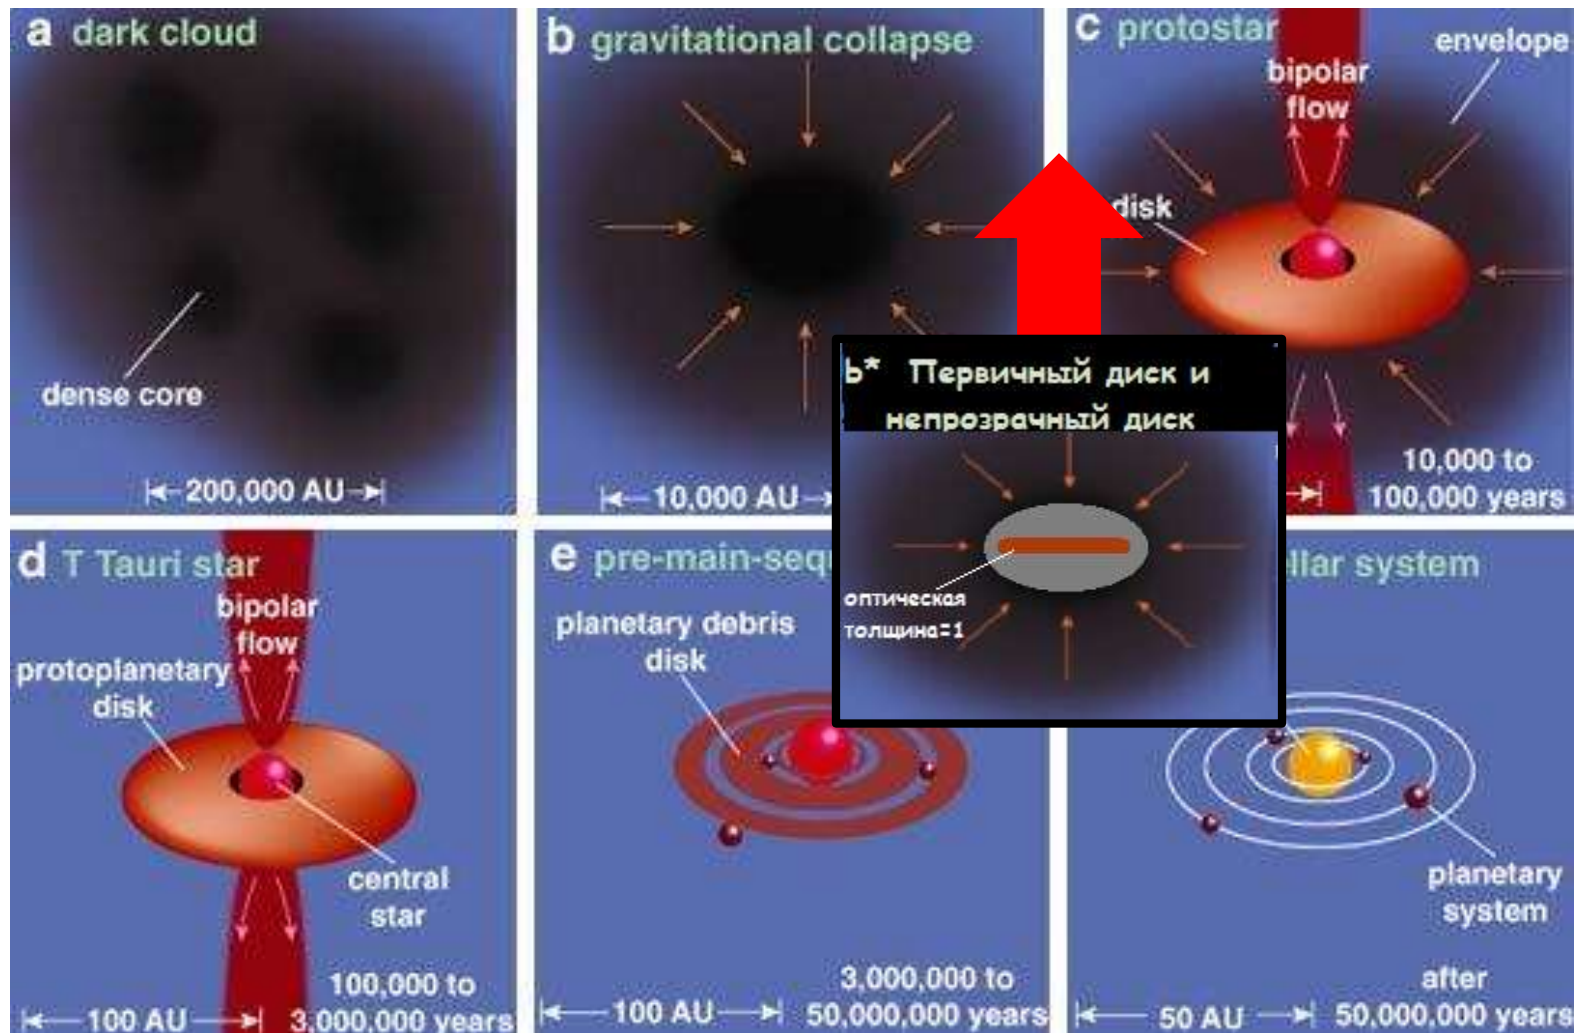 a dark cloud
dense core
200,000 AU
b gravitational collapse
10,000 AU
c protostar
envelope
bipolar
flow
disk
10,000 to
100,000 years
b* Первичный диск и
непрозрачный диск
оптическая
толщина=1
d T Tauri star
bipolar
flow
protoplanetary
disk
central
star
100,000 to
100 AU 3,000,000 years
e pre-main-sequ
planetary debris
disk
3,000,000 to
100 AU 50,000,000 years
llar system
planetary
system
after
50 AU 50,000,000 years